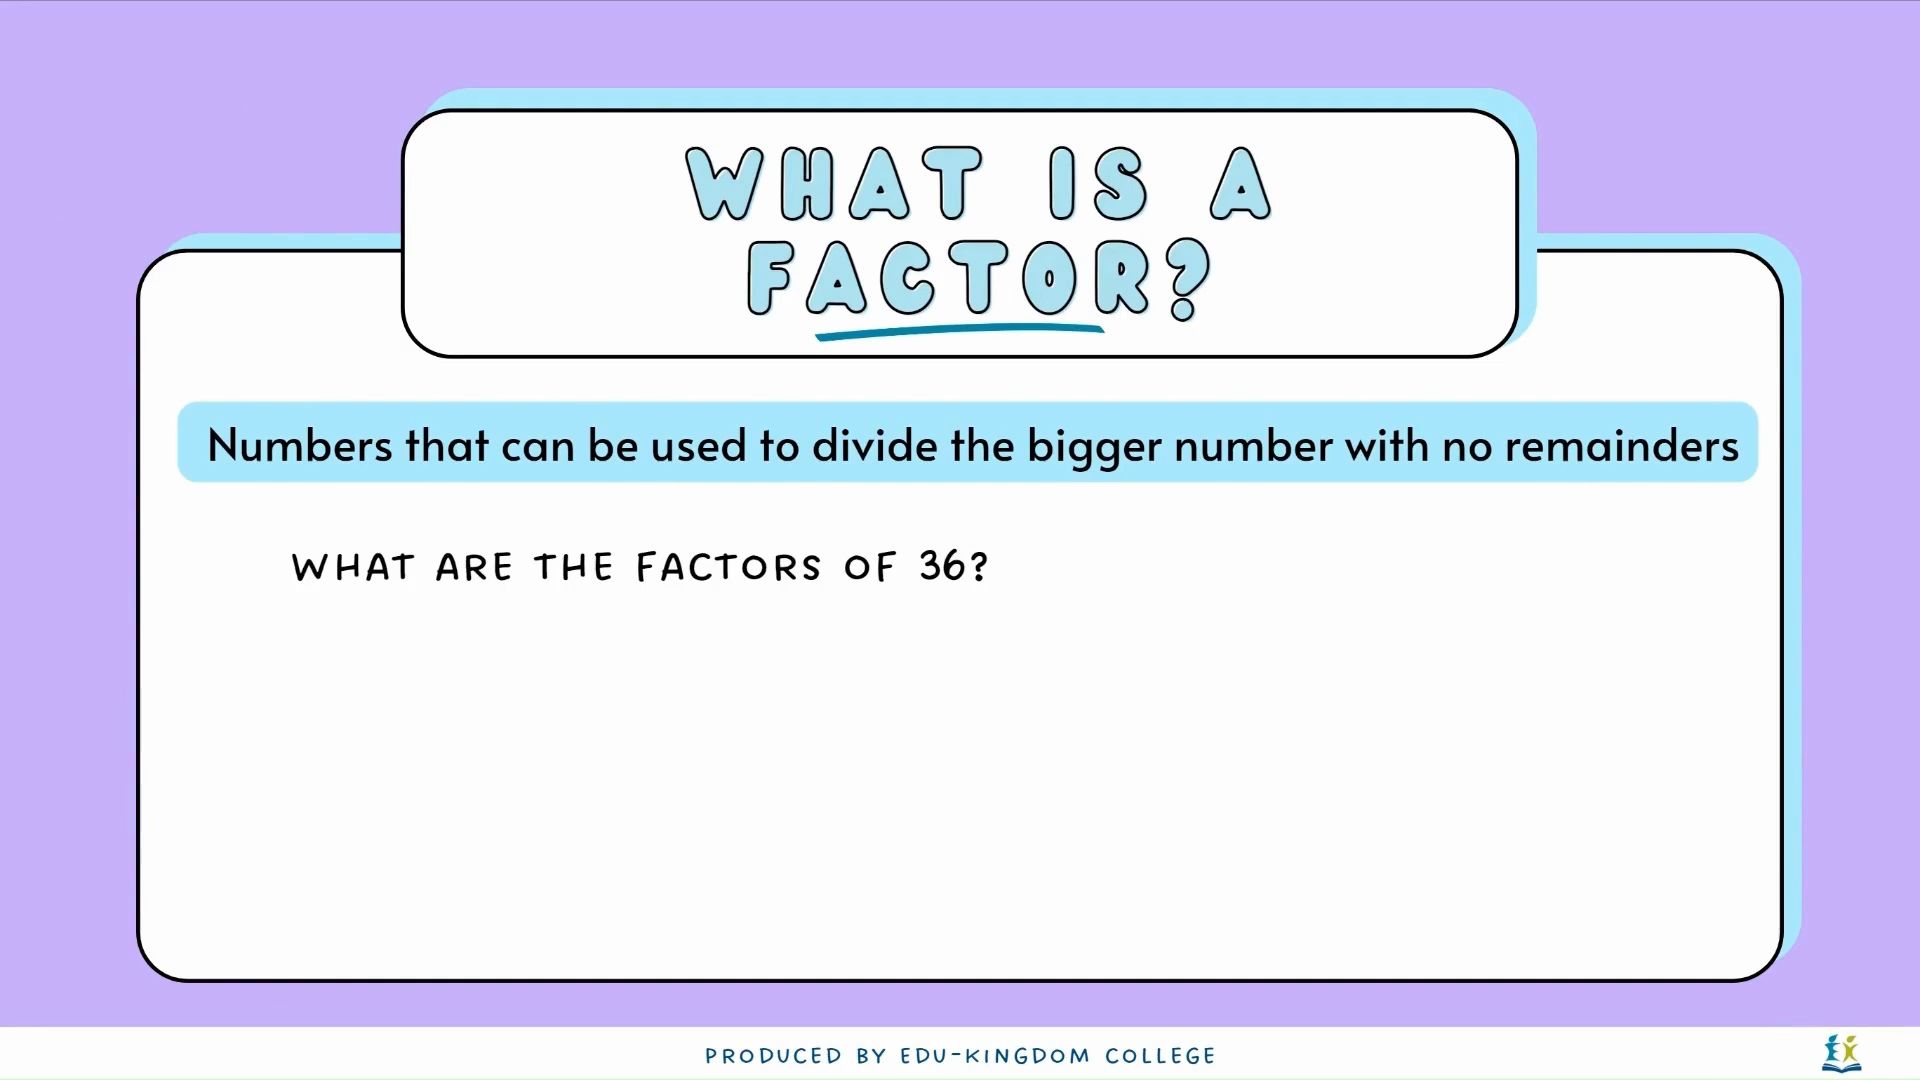 WHAT IS A
FACTOR?
Numbers that can be used to divide the bigger number with no remainders
WHAT ARE THE FACTORS OF 36?
PRODUCED BY EDU-KINGDOM COLLEGE